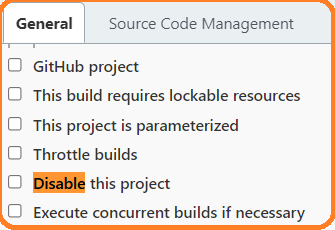 General
Source Code Management
GitHub project
This build requires lockable resources
This project is parameterized
Throttle builds
Disable this project
Execute concurrent builds if necessary